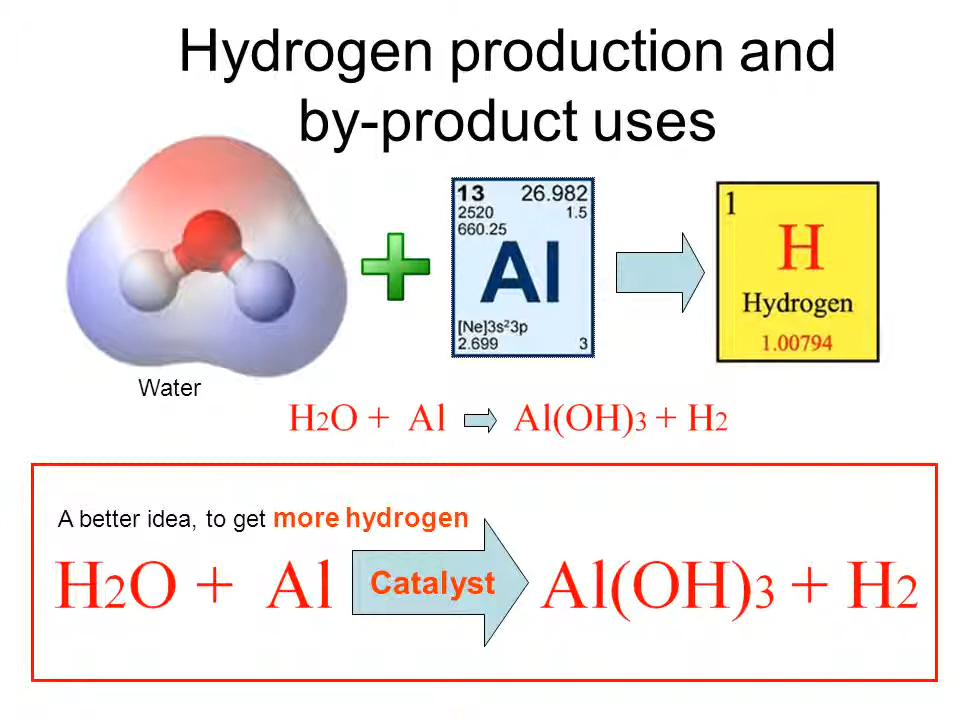 Hydrogen production and
by-product uses
13 26.982
2520 1.5
660.25
Al
[Ne]3s²3p
2.699 3
1
H
Hydrogen
1.00794
Water
H2O + Al Al(OH)3 + H2
A better idea, to get more hydrogen
H2O + Al Catalyst Al(OH)3 + H2